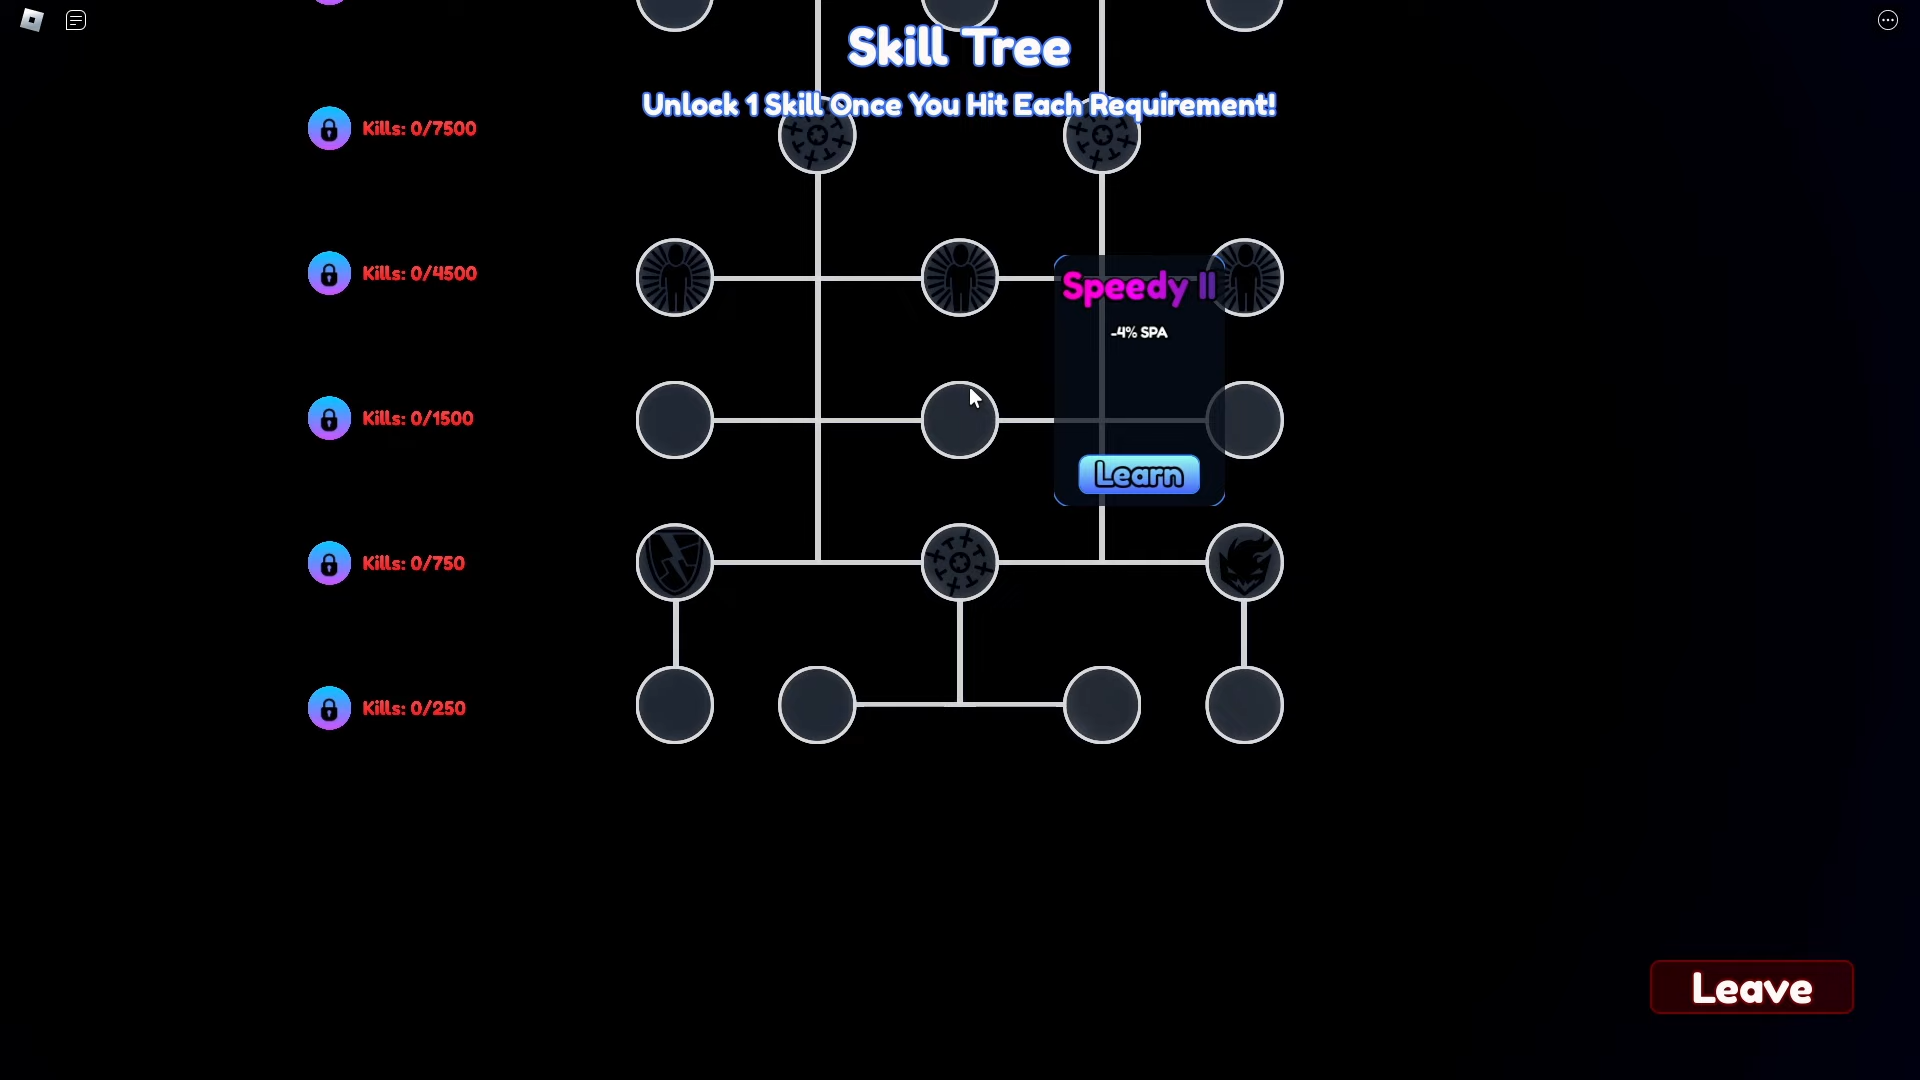 Skill Tree
Unlock 1 Skill Once You Hit Each Requirement!
Kills: 0/7500
Kills: 0/4500
Speedy II
-4% SPA
Kills: 0/1500
Learn
Kills: 0/750
Kills: 0/250
Leave